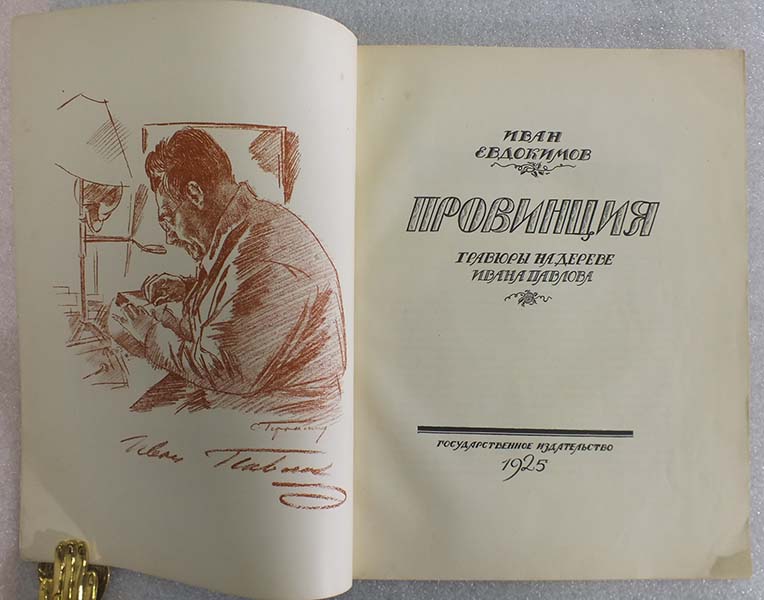 Иван Павлов
ИВАН
ЕВДОКИМОВ
ПРОВИНЦИЯ
ГРАВЮРЫ НА ДЕРЕВЕ
ИВАНА ПАВЛОВА
ГОСУДАРСТВЕННОЕ ИЗДАТЕЛЬСТВО
1925